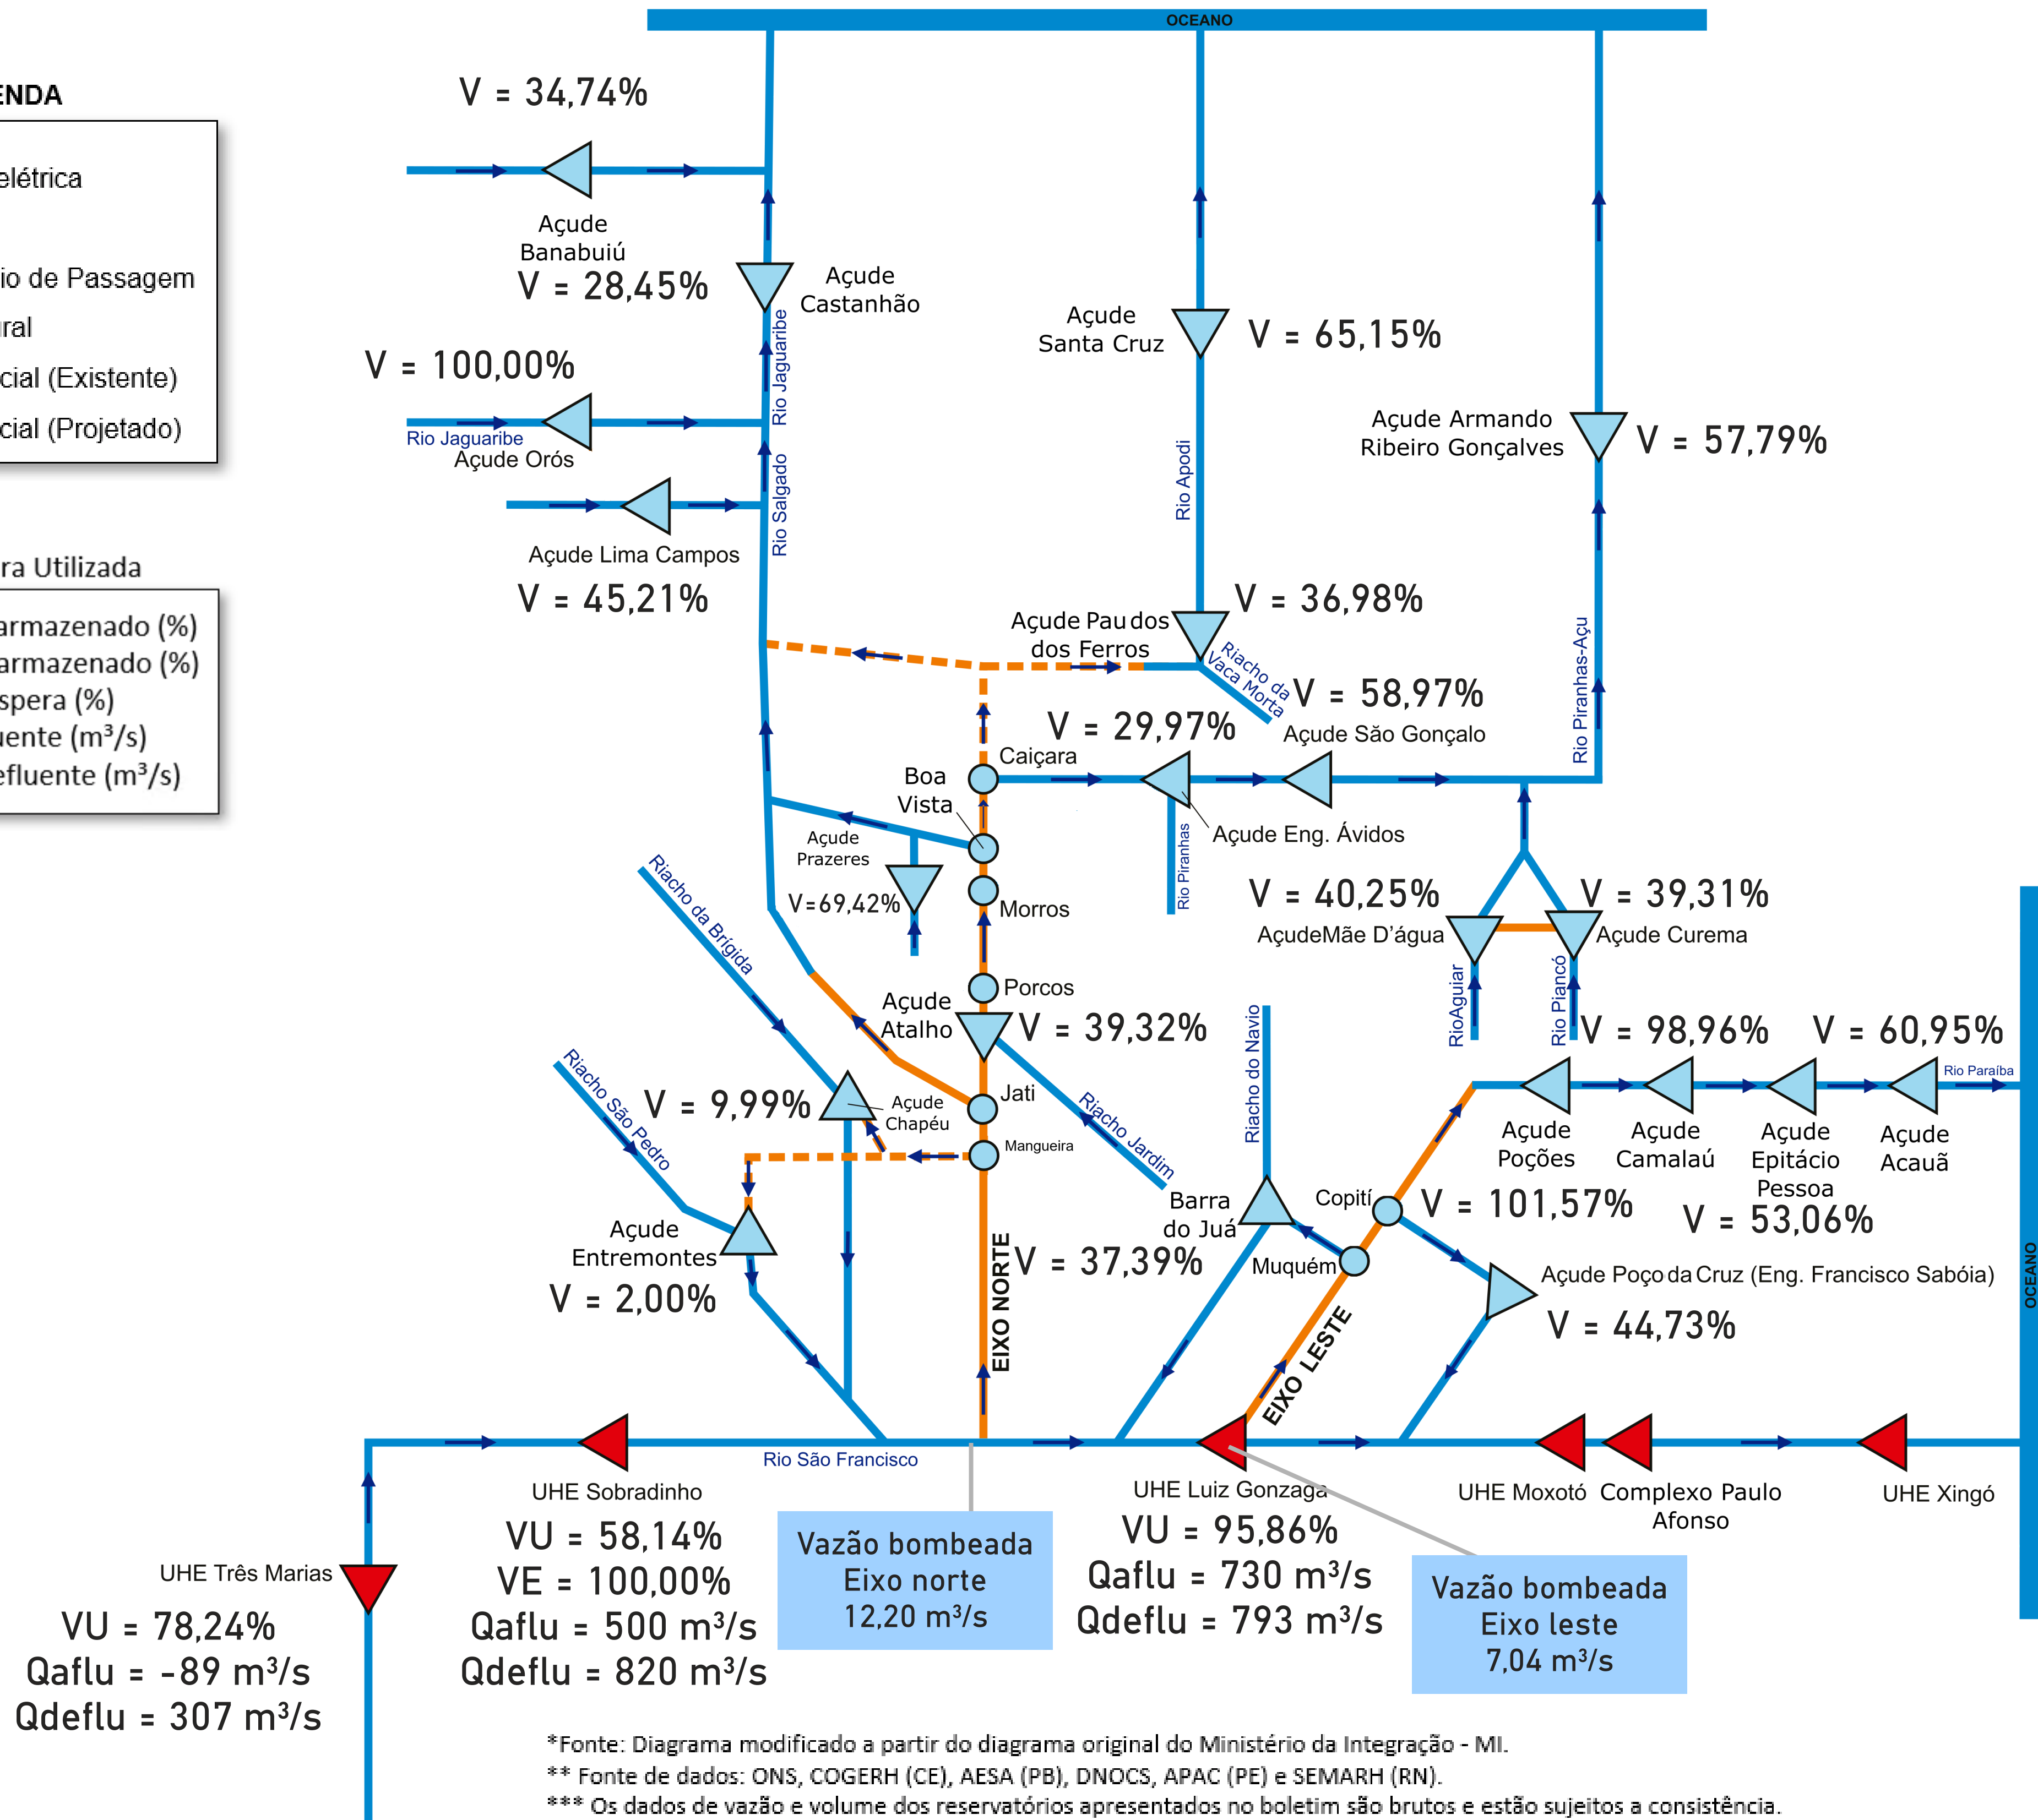 OCEANO
V = 34,74%
ENDA
elétrica
io de Passagem
ral
cial (Existente)
cial (Projetado)
Açude
Banabuiú
V = 28,45%
Açude
Castanhão
Rio Jaguaribe
Açude
Santa Cruz
V = 65,15%
V = 100,00%
Rio Jaguaribe
Açude Orós
Açude Armando
Ribeiro Gonçalves
V = 57,79%
Rio Apodi
Rio Salgado
Açude Lima Campos
V = 45,21%
ra Utilizada
armazenado (%)
armazenado (%)
spera (%)
uente (m³/s)
efluente (m³/s)
V = 36,98%
Açude Pau dos
dos Ferros
Riacho da
Vaca Morta
Rio Piranhas-Açu
V = 58,97%
Açude São Gonçalo
V = 29,97%
Caiçara
Boa
Vista
Açude Eng. Ávidos
Rio Piranhas
Açude
Prazeres
V=69,42%
Morros
Riacho da Brígida
V = 40,25%
AçudeMãe D'água
V = 39,31%
Açude Curema
RioAguiar
Rio Piancó
Porcos
Açude
Atalho
V = 39,32%
Riacho do Navio
V = 98,96%
V = 60,95%
Rio Paraíba
Riacho São Pedro
V = 9,99%
Açude
Chapéu
Jati
Mangueira
Riacho Jardim
Açude
Poções
Açude
Camalaú
Açude
Epitácio
Pessoa
Açude
Acauã
V = 101,57%
V = 53,06%
Barra
do Juá
Copití
Muquém
Açude
Entremontes
V = 2,00%
V = 37,39%
EIXO NORTE
EIXO LESTE
Açude Poço da Cruz (Eng. Francisco Sabóia)
V = 44,73%
OCEANO
Rio São Francisco
UHE Sobradinho
VU = 58,14%
VE = 100,00%
Qaflu = 500 m³/s
Qdeflu = 820 m³/s
Vazão bombeada
Eixo norte
12,20 m³/s
UHE Luiz Gonzaga
VU = 95,86%
Qaflu = 730 m³/s
Qdeflu = 793 m³/s
Vazão bombeada
Eixo leste
7,04 m³/s
UHE Moxotó
Complexo Paulo
Afonso
UHE Xingó
UHE Três Marias
VU = 78,24%
Qaflu = -89 m³/s
Qdeflu = 307 m³/s
*Fonte: Diagrama modificado a partir do diagrama original do Ministério da Integração - MI.
** Fonte de dados: ONS, COGERH (CE), AESA (PB), DNOCS, APAC (PE) e SEMARH (RN).
*** Os dados de vazão e volume dos reservatórios apresentados no boletim são brutos e estão sujeitos a consistência.